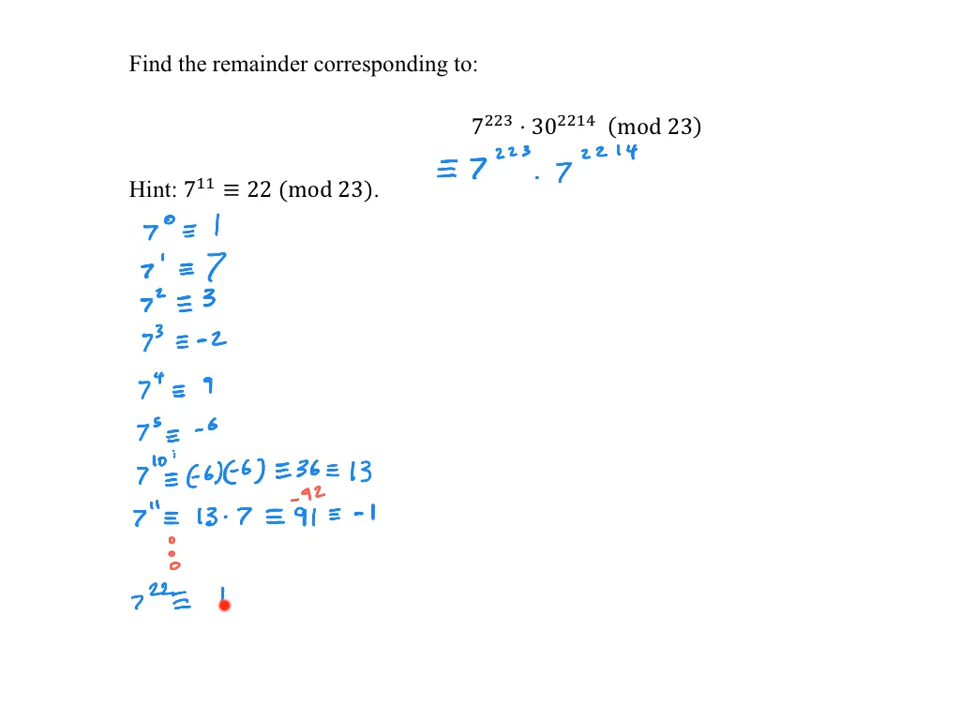 Find the remainder corresponding to:
7²²³ · 30²²¹⁴ (mod 23)
≡ 7²²³ · 7²²¹⁴
Hint: 7¹¹ ≡ 22 (mod 23).
7⁰ ≡ 1
7¹ ≡ 7
7² ≡ 3
7³ ≡ -2
7⁴ ≡ 9
7⁵ ≡ -6
7¹⁰ ≡ (-6)(-6) ≡ 36 ≡ 13
-92
7¹¹ ≡ 13·7 ≡ 91 ≡ -1
7²² ≡ 1